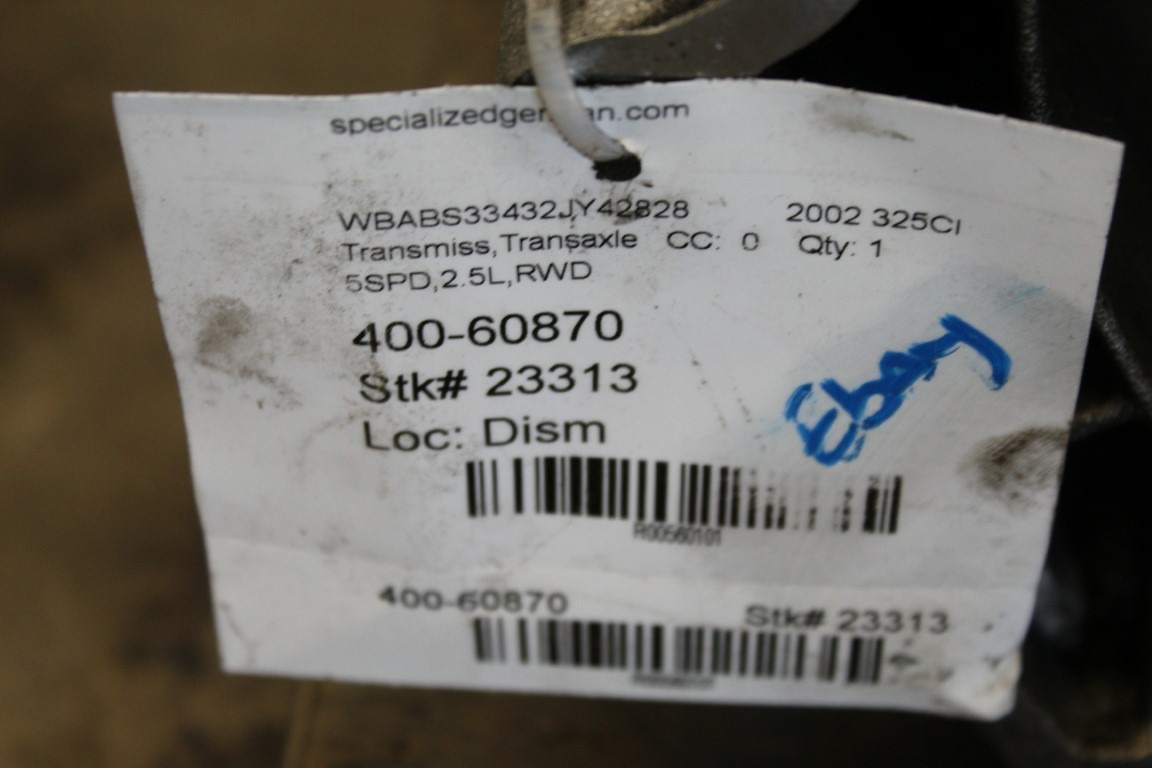 specializedger an.com
WBABS33432JY42828 2002 325CI
Transmiss,Transaxle CC: 0 Qty: 1
5SPD,2.5L,RWD
400-60870
Stk# 23313
Loc: Dism
R00560101
400-60870 Stk# 23313